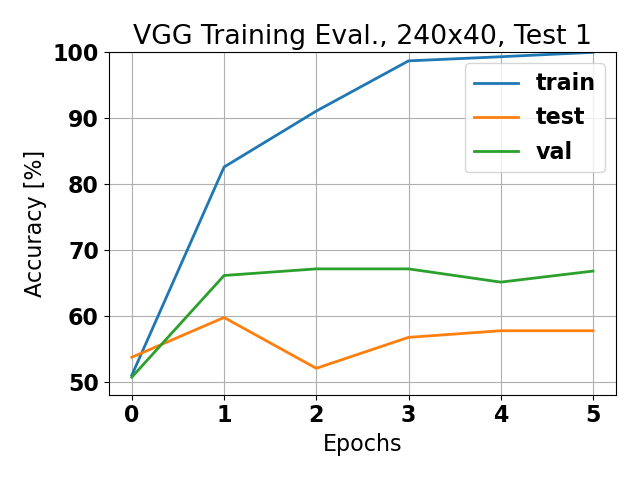 VGG Training Eval., 240x40, Test 1
100
90
80
70
60
50
Accuracy [%]
train
test
val
0 1 2 3 4 5
Epochs